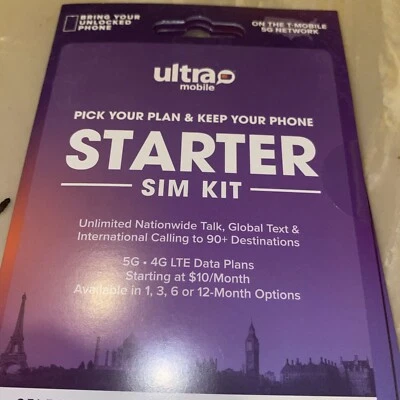 BRING YOUR
UNLOCKED
PHONE
ON THE T-MOBILE
5G NETWORK
ultra
mobile
PICK YOUR PLAN & KEEP YOUR PHONE
STARTER
SIM KIT
Unlimited Nationwide Talk, Global Text &
International Calling to 90+ Destinations
5G • 4G LTE Data Plans
Starting at $10/Month
Available in 1, 3, 6 or 12-Month Options